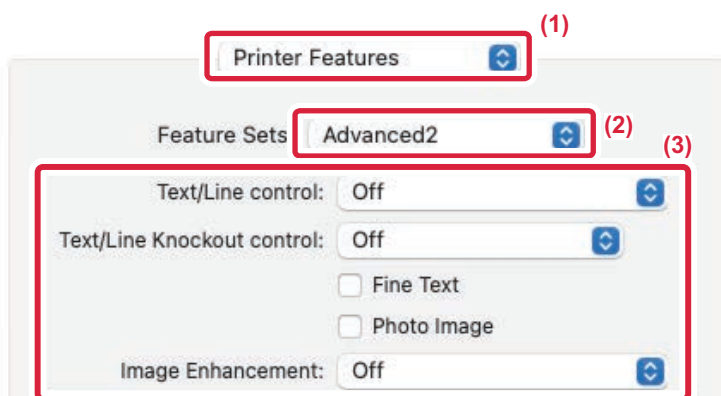 (1)
Printer Features
Feature Sets Advanced2 (2)
(3)
Text/Line control: Off
Text/Line Knockout control: Off
Fine Text
Photo Image
Image Enhancement: Off